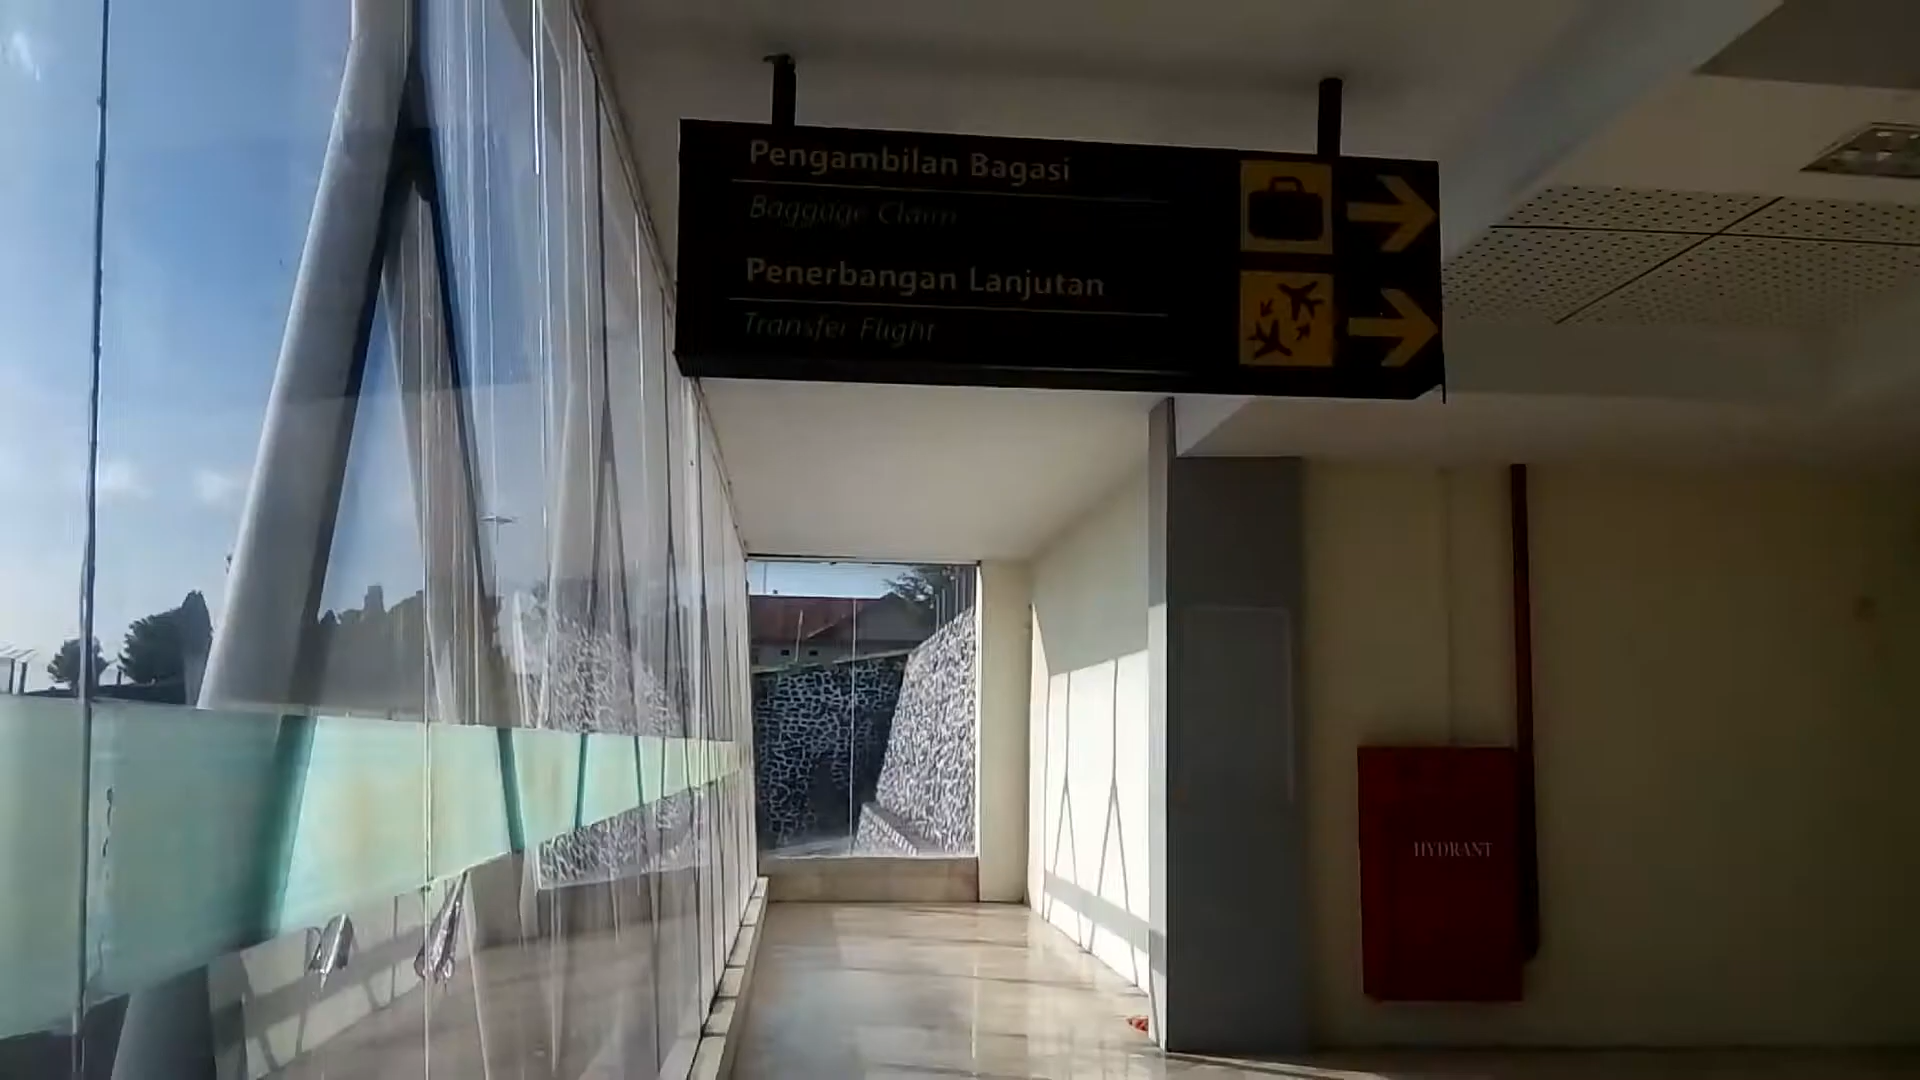 Pengambilan Bagasi
Baggage Claim
Penerbangan Lanjutan
Transfer Flight
HYDRANT